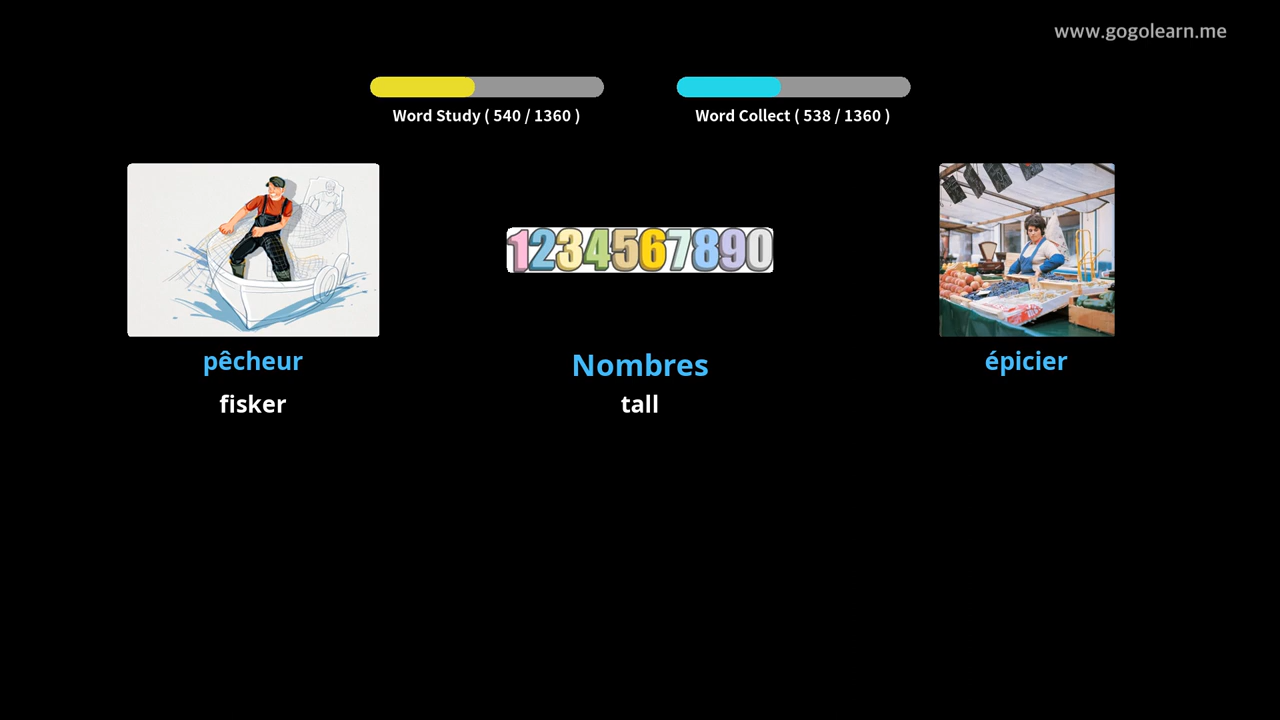 www.gogolearn.me
Word Study ( 540 / 1360 )
Word Collect ( 538 / 1360 )
1234567890
pêcheur
Nombres
épicier
fisker
tall